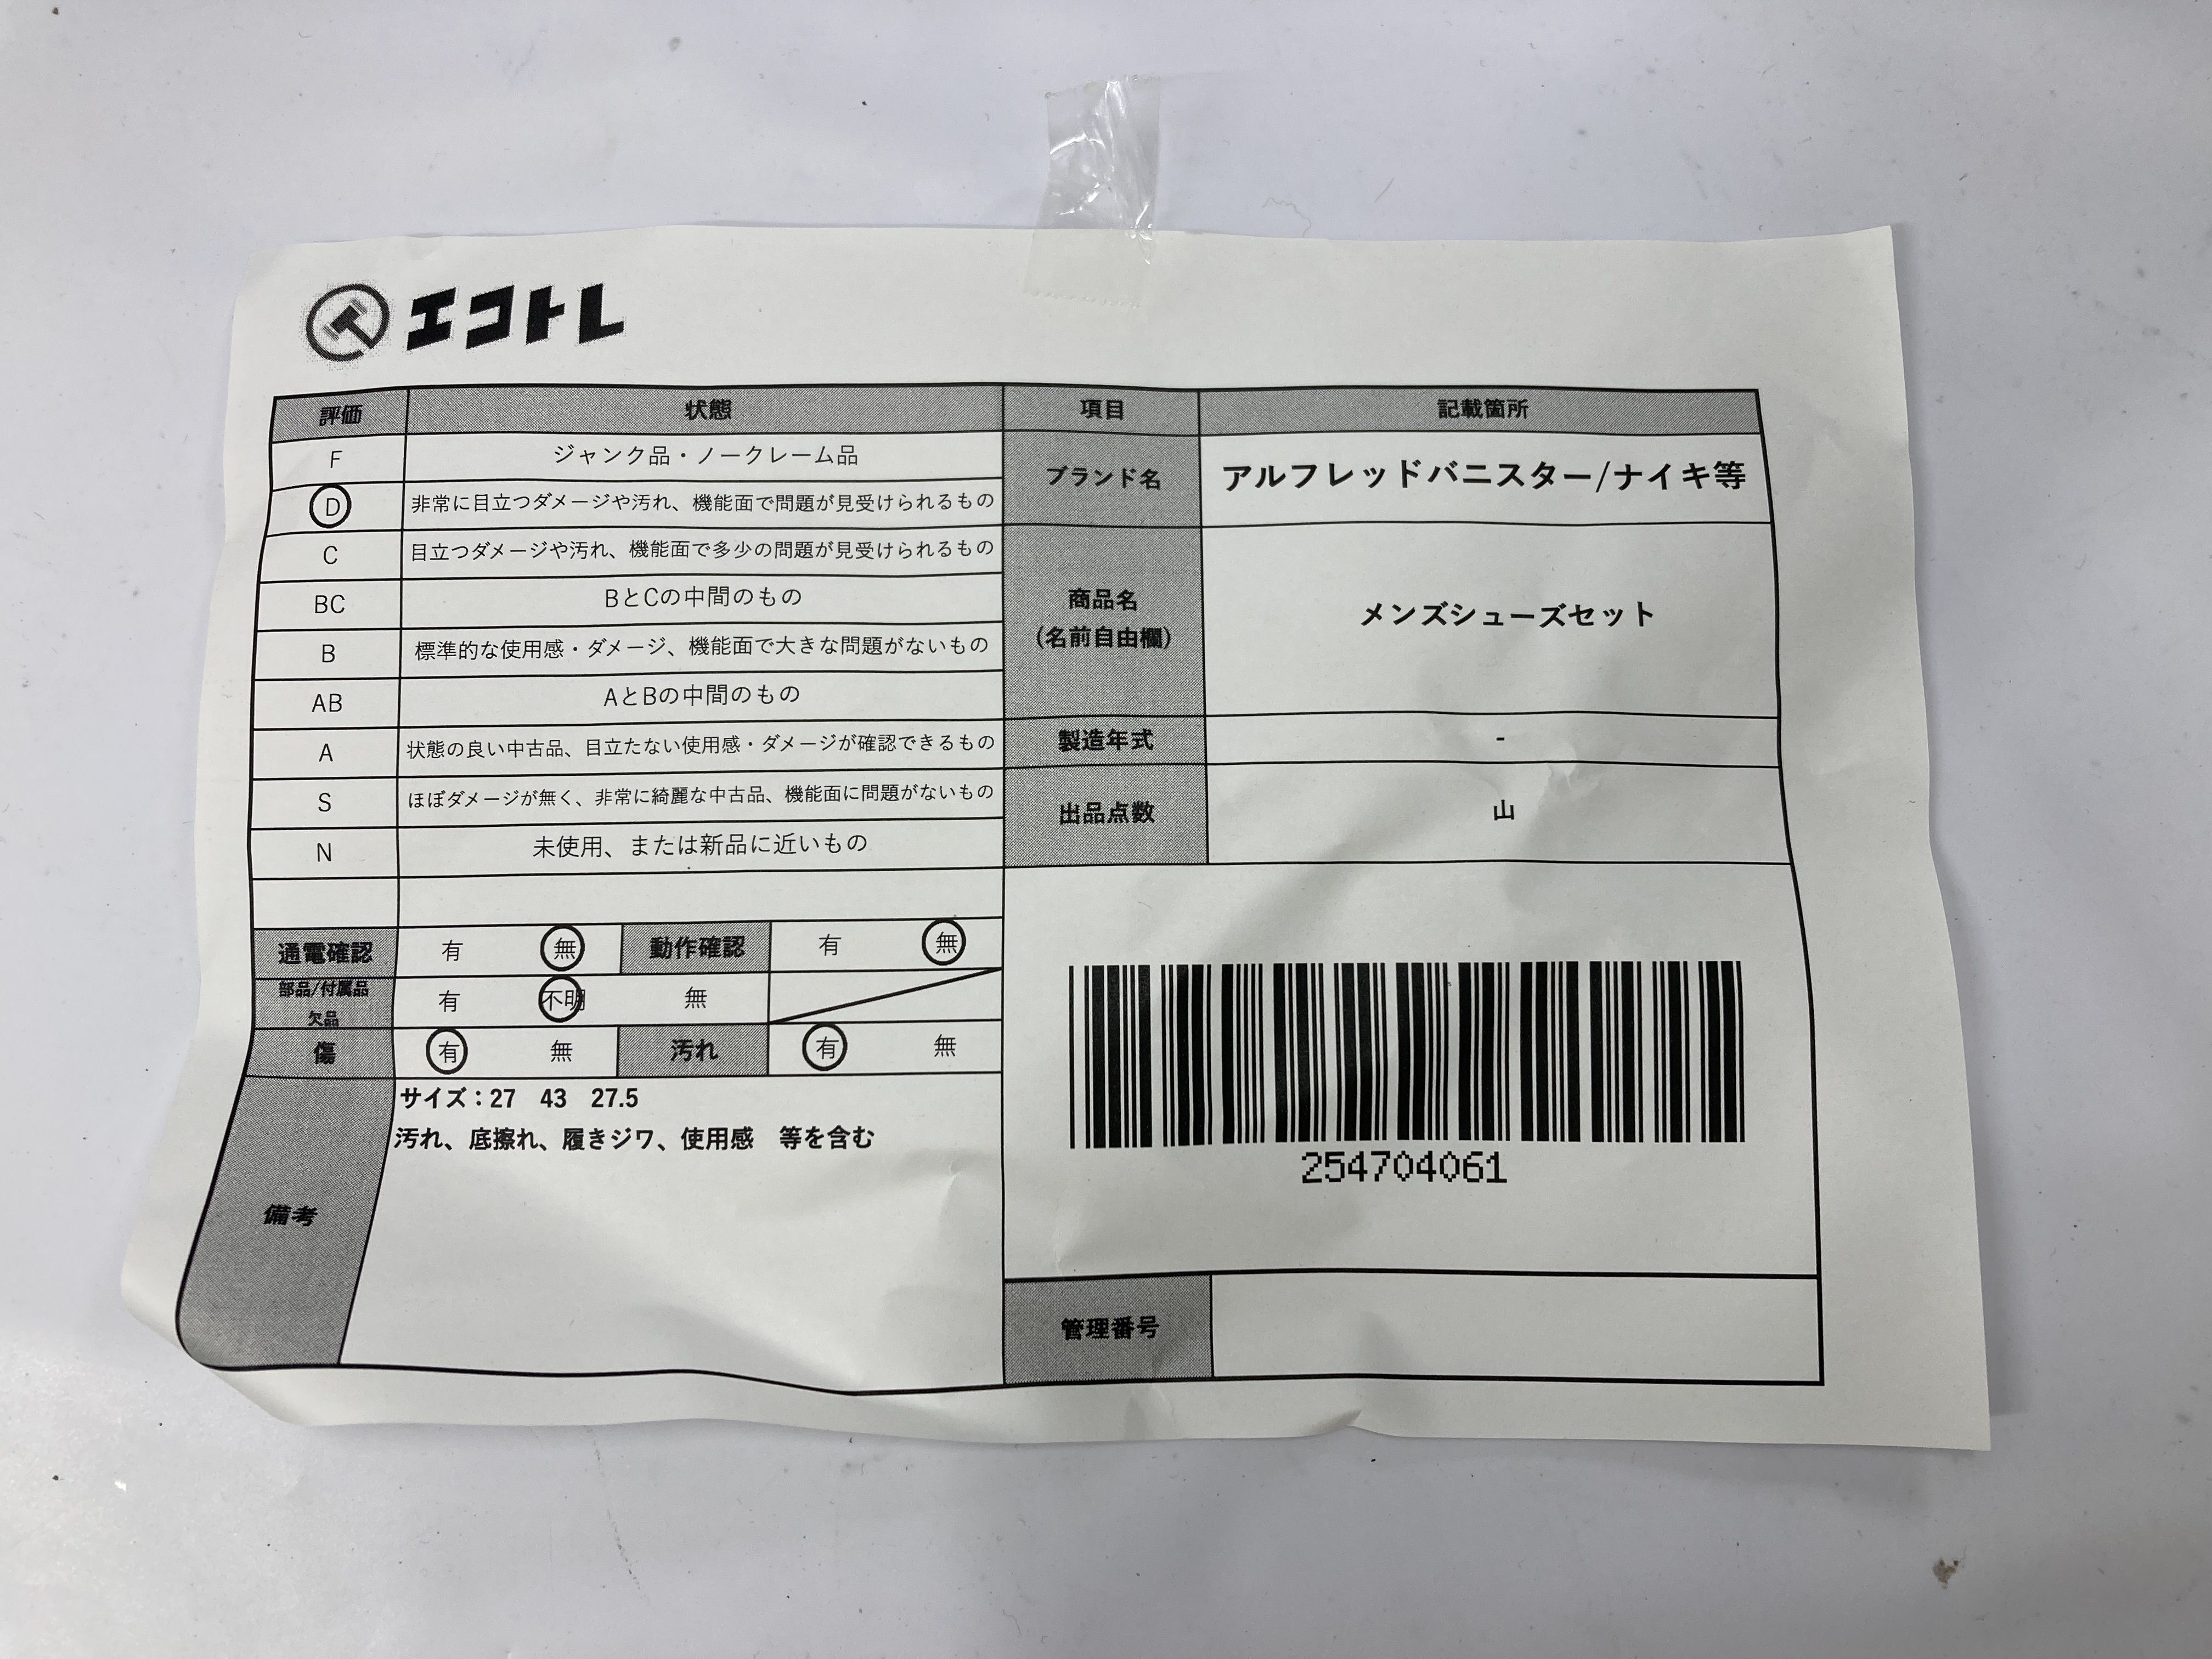 エコトレ
評価 状態 項目 記載箇所
F ジャンク品・ノークレーム品
D 非常に目立つダメージや汚れ、機能面で問題が見受けられるもの
C 目立つダメージや汚れ、機能面で多少の問題が見受けられるもの
BC BとCの中間のもの
B 標準的な使用感・ダメージ、機能面で大きな問題がないもの
AB AとBの中間のもの
A 状態の良い中古品、目立たない使用感・ダメージが確認できるもの
S ほぼダメージが無く、非常に綺麗な中古品、機能面に問題がないもの
N 未使用、または新品に近いもの
通電確認 有 無 動作確認 有 無
部品/付属品
欠品 有 不明 無
傷 有 無 汚れ 有 無
備考
サイズ：27 43 27.5
汚れ、底擦れ、履きジワ、使用感 等を含む
ブランド名 アルフレッドバニスター/ナイキ等
商品名
(名前自由欄)
メンズシューズセット
製造年式 -
出品点数 山
254704061
管理番号